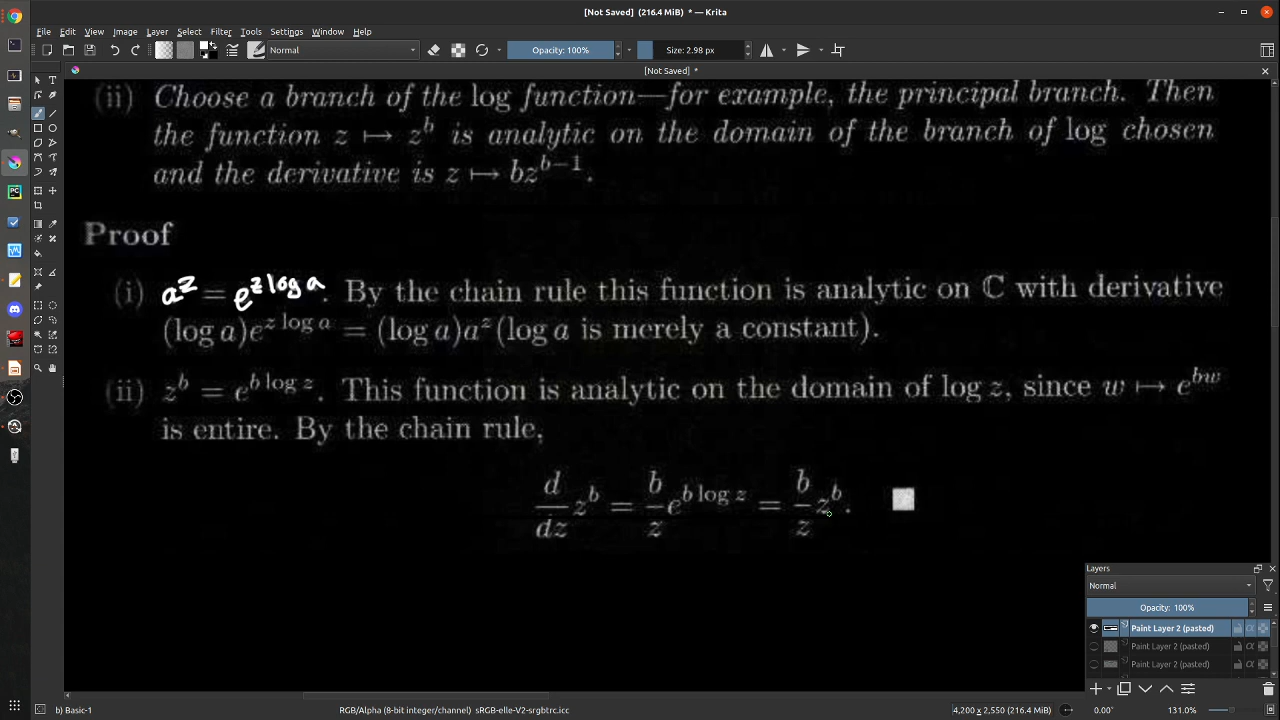 [Not Saved] (216.4 MiB) * — Krita
File Edit View Image Layer Select Filter Tools Settings Window Help
Normal Opacity: 100% Size: 2.98 px
[Not Saved] *
(ii) Choose a branch of the log function—for example, the principal branch. Then
the function z ↦ z^b is analytic on the domain of the branch of log chosen
and the derivative is z ↦ bz^{b−1}.
Proof
(i) a^z = e^{z log a}. By the chain rule this function is analytic on ℂ with derivative
(log a)e^{z log a} = (log a)a^z (log a is merely a constant).
(ii) z^b = e^{b log z}. This function is analytic on the domain of log z, since w ↦ e^{bw}
is entire. By the chain rule,
d/dz z^b = b/z e^{b log z} = b/z z^b.
Layers
Normal
Opacity: 100%
Paint Layer 2 (pasted)
Paint Layer 2 (pasted)
Paint Layer 2 (pasted)
b) Basic-1 RGB/Alpha (8-bit integer/channel) sRGB-elle-V2-srgbtrc.icc 4,200 x 2,550 (216.4 MiB) 0.00° 131.0%